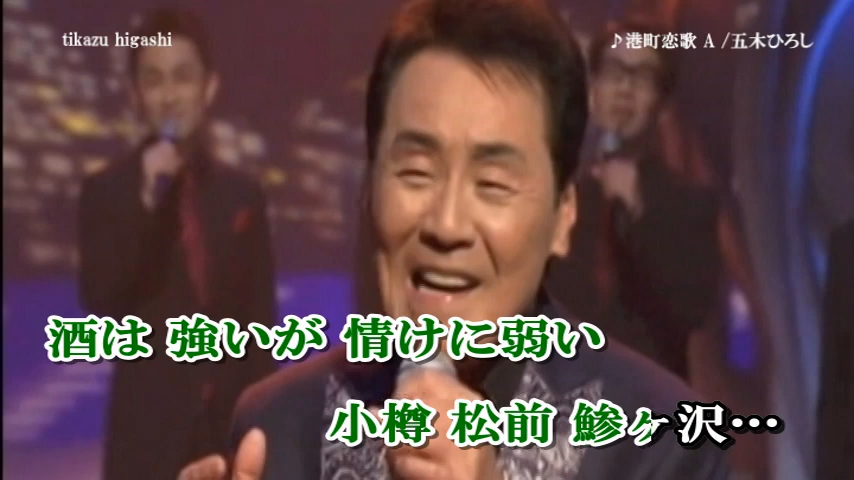 tikazu higashi
♪港町恋歌 A /五木ひろし
酒は 強いが 情けに弱い
小樽 松前 鯵ヶ沢…